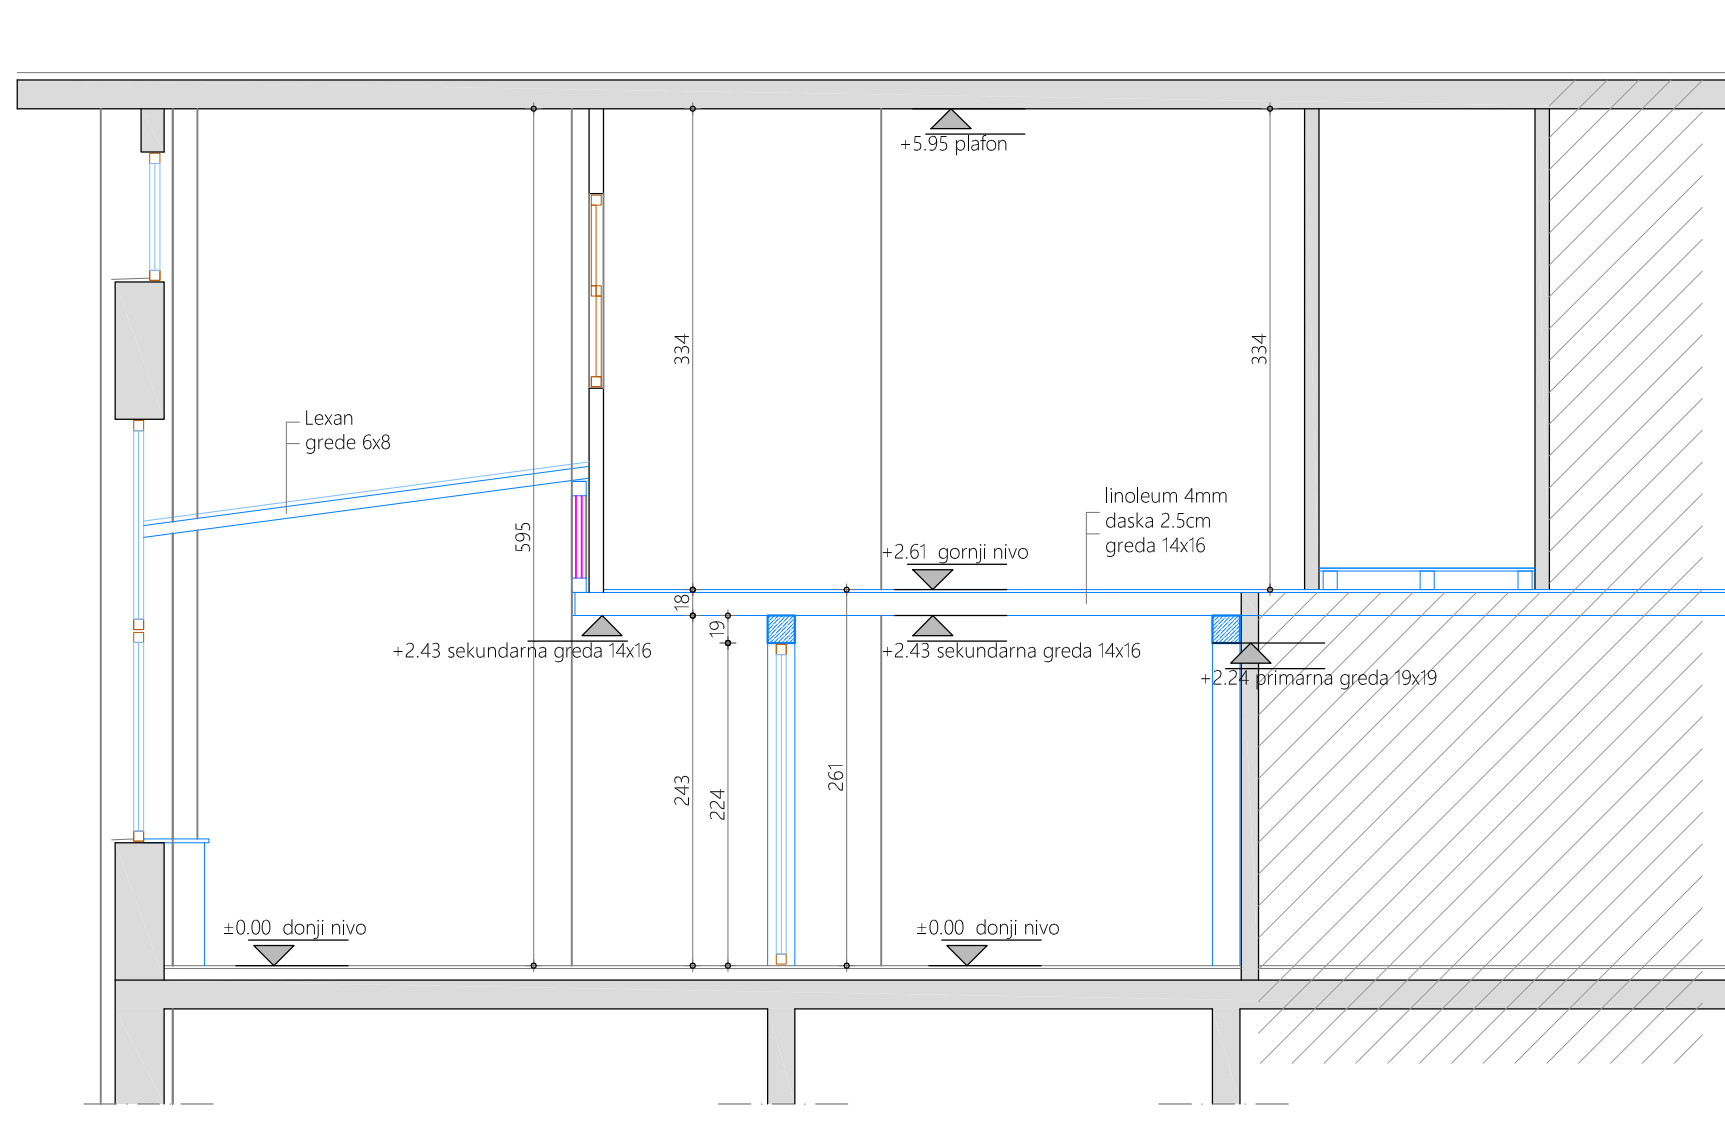 +5.95 plafon
334
334
Lexan
grede 6x8
595
linoleum 4mm
daska 2.5cm
greda 14x16
+2.61 gornji nivo
18
19
+2.43 sekundarna greda 14x16
+2.43 sekundarna greda 14x16
+2.24 primarna greda 19x19
243
224
261
±0.00 donji nivo
±0.00 donji nivo